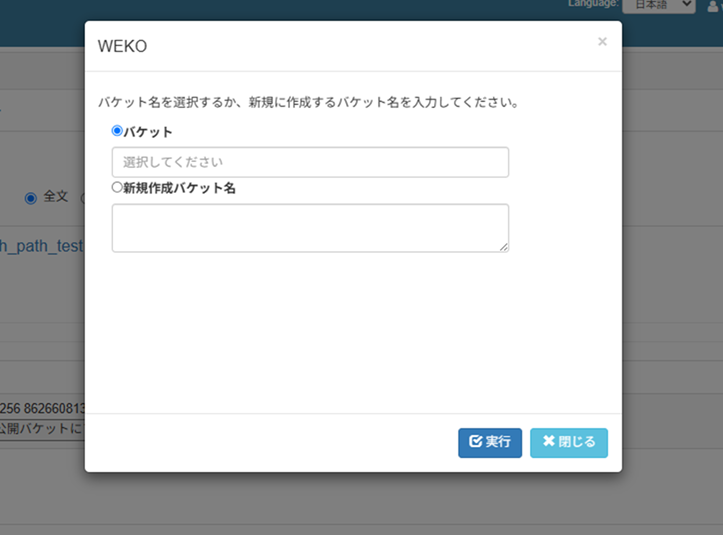 Language: 日本語
WEKO
×
バケット名を選択するか、新規に作成するバケット名を入力してください。
バケット
選択してください
全文
新規作成バケット名
h_path_test
256 862660813
公開バケットに
実行
閉じる